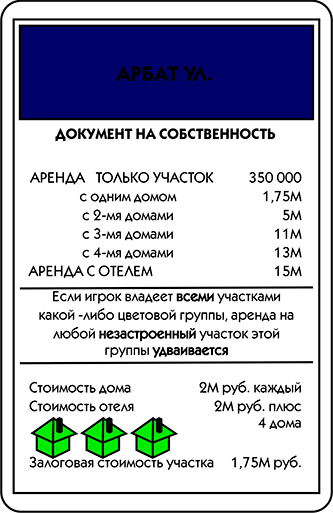 АРБАТ УЛ.
ДОКУМЕНТ НА СОБСТВЕННОСТЬ
АРЕНДА ТОЛЬКО УЧАСТОК 350 000
с одним домом 1,75М
с 2-мя домами 5М
с 3-мя домами 11М
с 4-мя домами 13М
АРЕНДА С ОТЕЛЕМ 15М
Если игрок владеет всеми участками
какой -либо цветовой группы, аренда на
любой незастроенный участок этой
группы удваивается
Стоимость дома 2М руб. каждый
Стоимость отеля 2М руб. плюс
4 дома
Залоговая стоимость участка 1,75М руб.